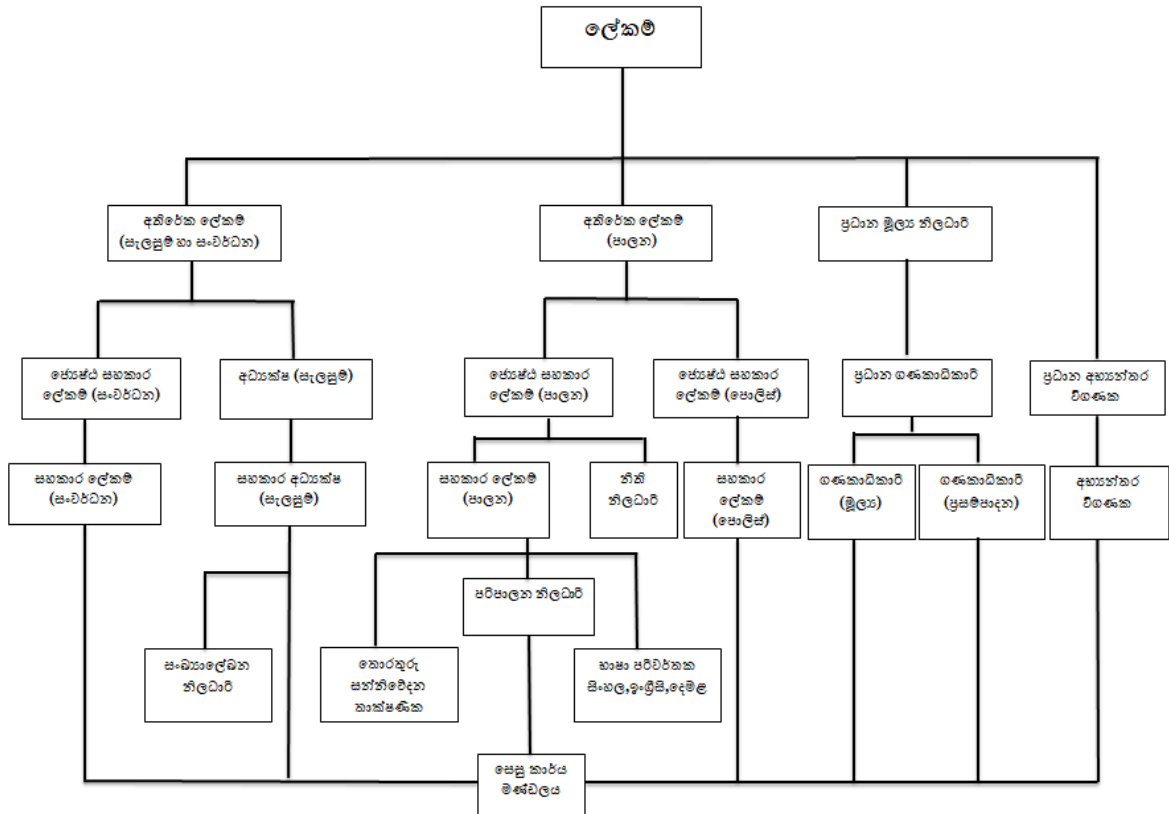 ලේකම්
අතිරේක ලේකම්
(සැලසුම් හා සංවර්ධන)
අතිරේක ලේකම්
(පාලන)
ප්‍රධාන මූල්‍ය නිලධාරී
ජ්‍යෙෂ්ඨ සහකාර
ලේකම් (සංවර්ධන)
අධ්‍යක්ෂ (සැලසුම්)
ජ්‍යෙෂ්ඨ සහකාර
ලේකම් (පාලන)
ජ්‍යෙෂ්ඨ සහකාර
ලේකම් (පොලිස්)
ප්‍රධාන ගණකාධිකාරී
ප්‍රධාන අභ්‍යන්තර
විගණක
සහකාර ලේකම්
(සංවර්ධන)
සහකාර අධ්‍යක්ෂ
(සැලසුම්)
සහකාර ලේකම්
(පාලන)
නීති
නිලධාරී
සහකාර
ලේකම්
(පොලිස්)
ගණකාධිකාරී
(මූල්‍ය)
ගණකාධිකාරී
(ප්‍රසම්පාදන)
අභ්‍යන්තර
විගණක
පරිපාලන නිලධාරී
සංඛ්‍යාලේඛන
නිලධාරී
තොරතුරු
සන්නිවේදන
තාක්ෂණික
භාෂා පරිවර්තක
සිංහල,ඉංග්‍රීසි,දෙමළ
සෙසු කාර්ය
මණ්ඩලය